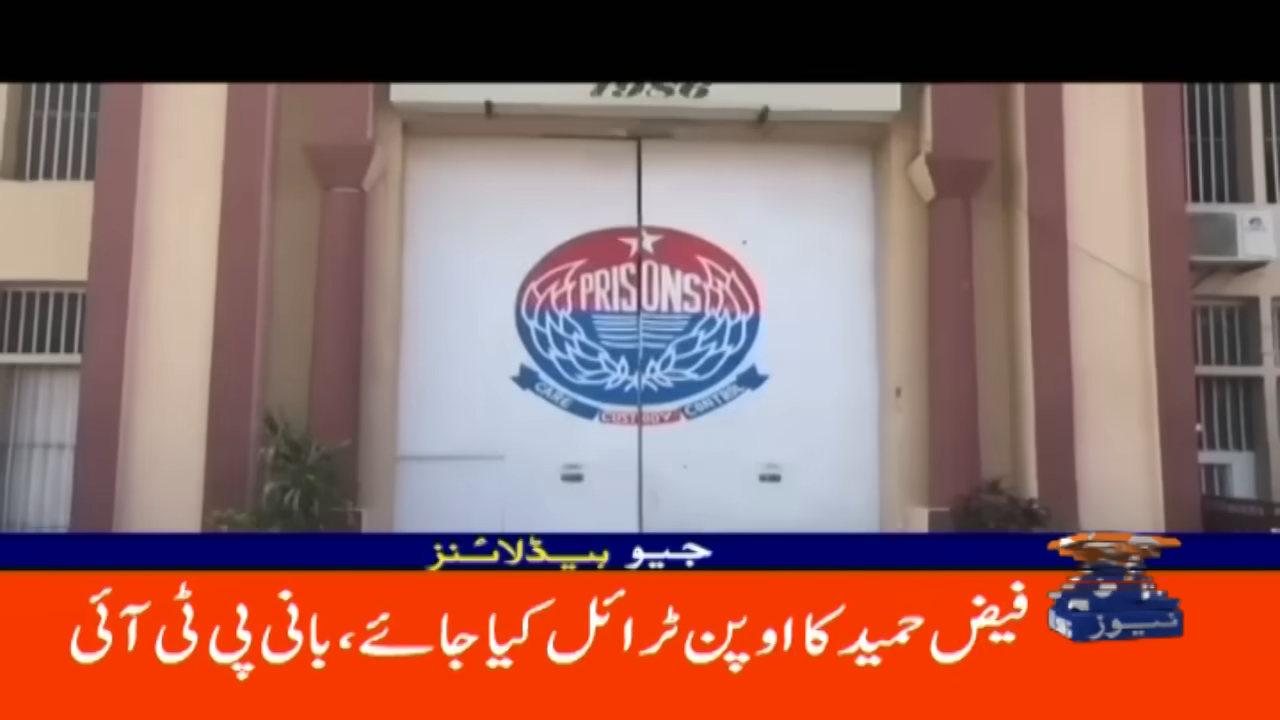 1986
PRISONS
CARE
CUSTODY
CONTROL
جیو ہیڈلائنز
نیوز
فیض حمید کا اوپن ٹرائل کیا جائے، بانی پی ٹی آئی